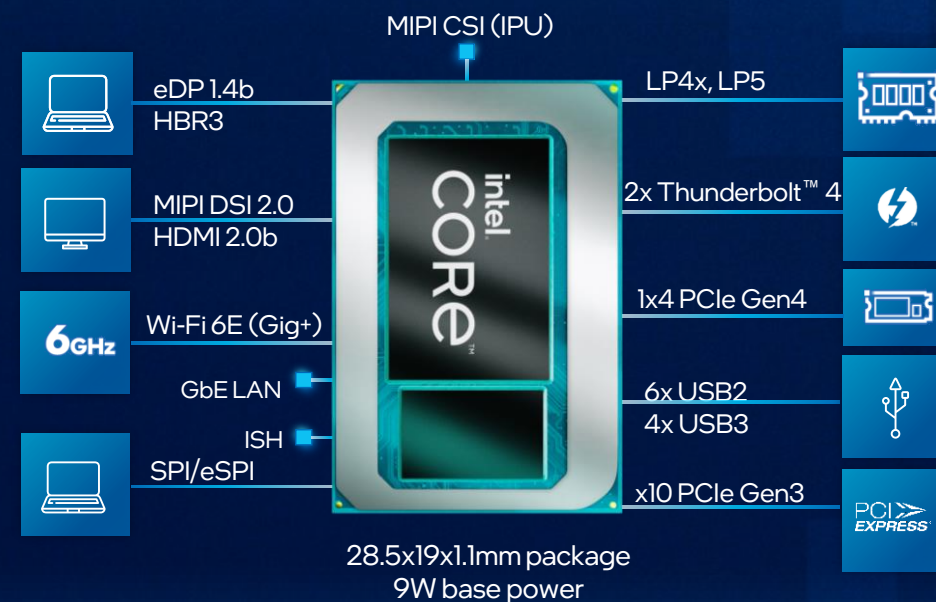 MIPI CSI (IPU)
eDP 1.4b
HBR3
MIPI DSI 2.0
HDMI 2.0b
6GHz
Wi-Fi 6E (Gig+)
GbE LAN
ISH
SPI/eSPI
intel.
CORe™
LP4x, LP5
2x Thunderbolt™ 4
1x4 PCIe Gen4
6x USB2
4x USB3
x10 PCIe Gen3
PCI
EXPRESS
28.5x19x1.1mm package
9W base power